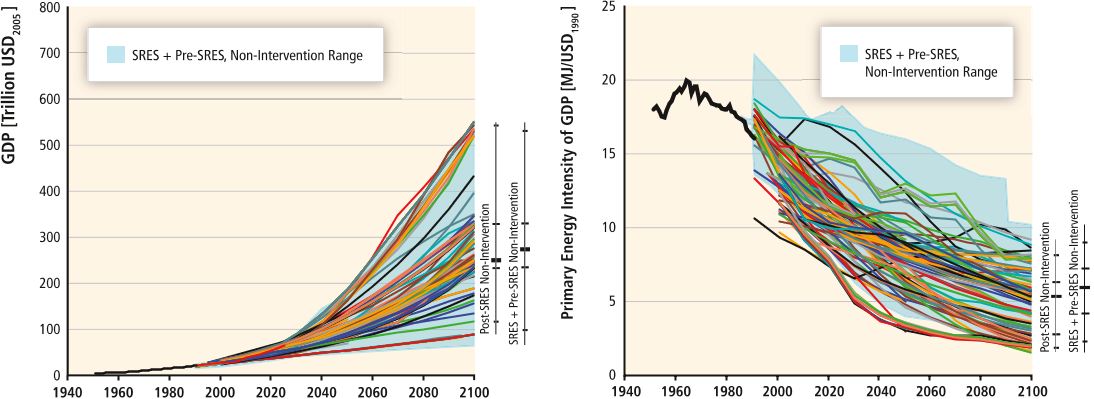 GDP [Trillion USD2005]
800
700
600
500
400
300
200
100
0
SRES + Pre-SRES, Non-Intervention Range
1940 1960 1980 2000 2020 2040 2060 2080 2100
Post-SRES Non-Intervention
SRES + Pre-SRES Non-Intervention
Primary Energy Intensity of GDP [MJ/USD1990]
25
20
15
10
5
0
SRES + Pre-SRES,
Non-Intervention Range
1940 1960 1980 2000 2020 2040 2060 2080 2100
Post-SRES Non-Intervention
SRES + Pre-SRES Non-Intervention